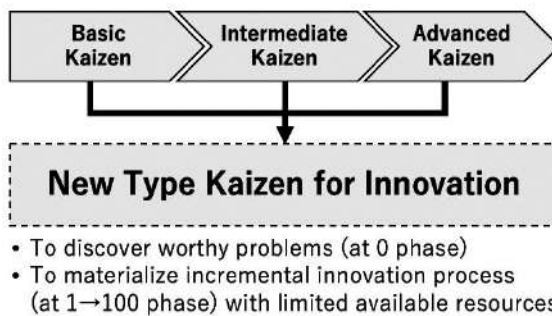 Basic
Kaizen
Intermediate
Kaizen
Advanced
Kaizen
New Type Kaizen for Innovation
• To discover worthy problems (at 0 phase)
• To materialize incremental innovation process
(at 1→100 phase) with limited available resources